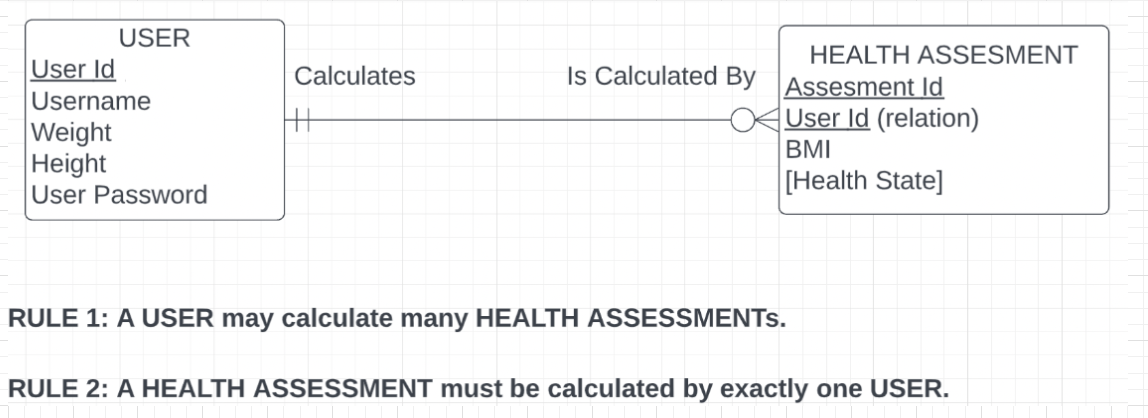 USER
User Id
Username
Weight
Height
User Password
Calculates
Is Calculated By
HEALTH ASSESMENT
Assesment Id
User Id (relation)
BMI
[Health State]
RULE 1: A USER may calculate many HEALTH ASSESSMENTs.
RULE 2: A HEALTH ASSESSMENT must be calculated by exactly one USER.